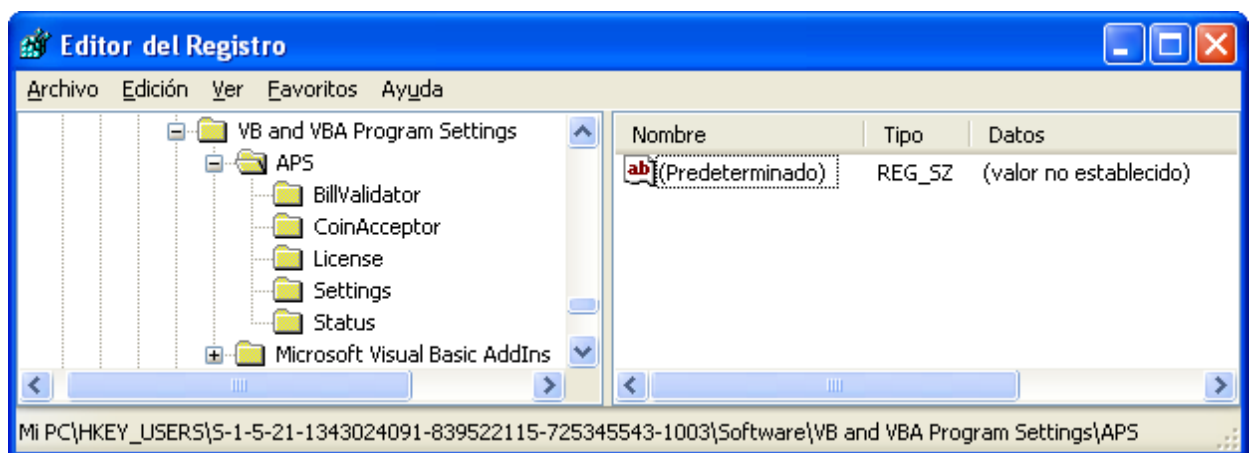 Editor del Registro
Archivo Edición Ver Favoritos Ayuda
VB and VBA Program Settings
APS
BillValidator
CoinAcceptor
License
Settings
Status
Microsoft Visual Basic AddIns
Nombre Tipo Datos
ab (Predeterminado) REG_SZ (valor no establecido)
Mi PC\HKEY_USERS\S-1-5-21-1343024091-839522115-725345543-1003\Software\VB and VBA Program Settings\APS